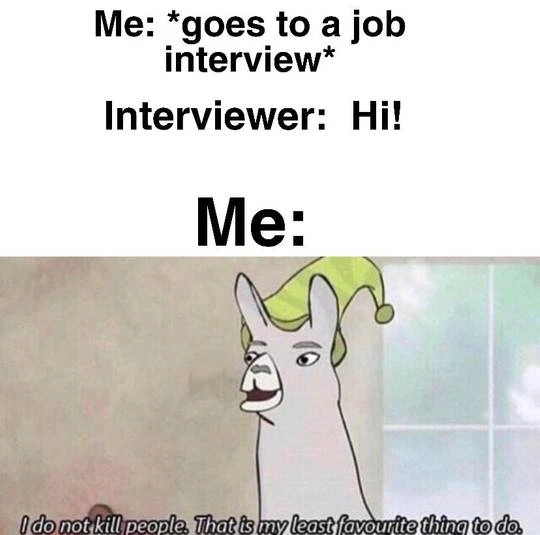 Me: *goes to a job
interview*
Interviewer: Hi!
Me:
I do not kill people. That is my least favourite thing to do.